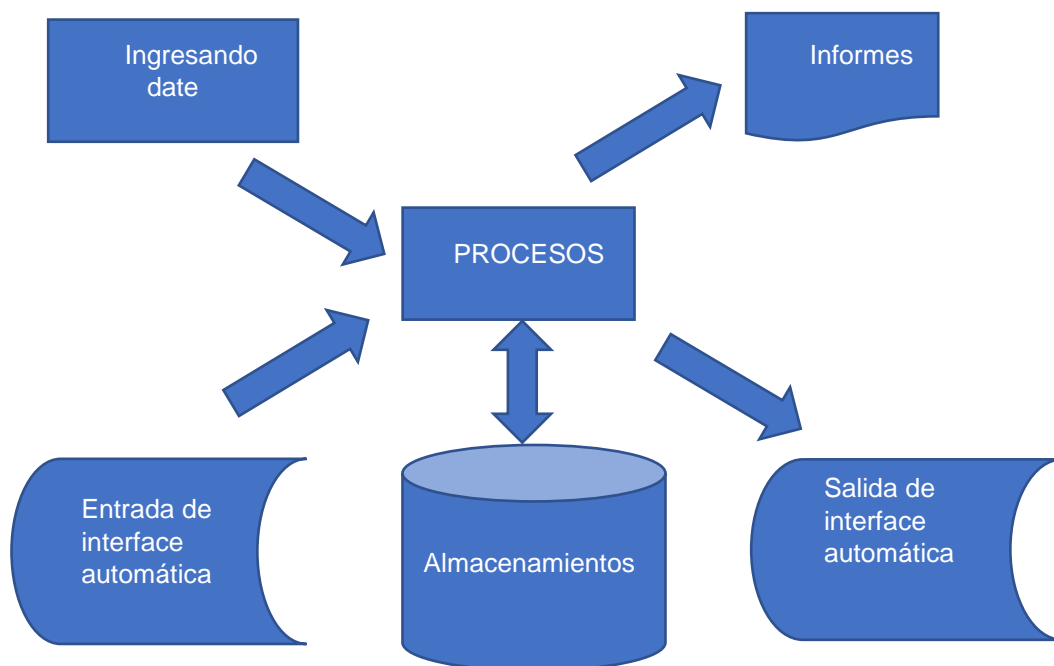 Ingresando
date
Informes
PROCESOS
Entrada de
interface
automática
Almacenamientos
Salida de
interface
automática